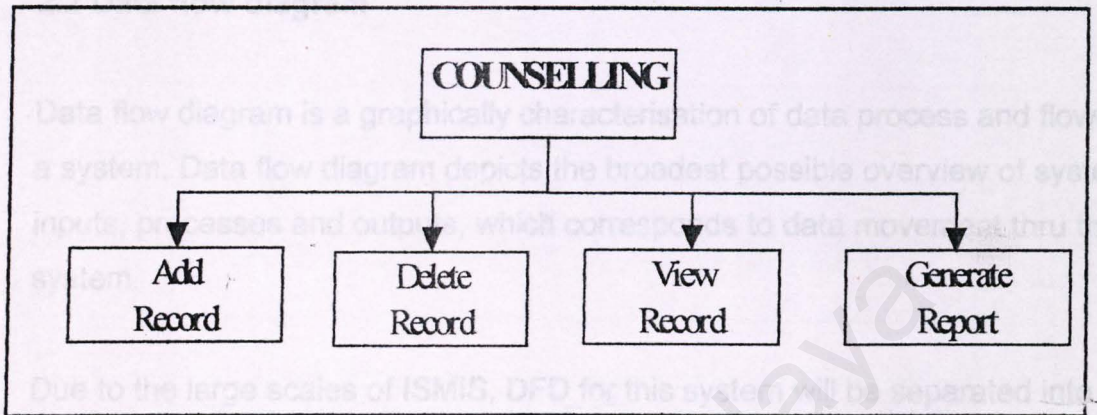 COUNSELLING
Data flow diagram is a graphically characterisation of data process and flow
a system. Data flow diagram depicts the broadest possible overview of syst
inputs, processes and outputs, which corresponds to data movement thru
system.
Add
Record
Delete
Record
View
Record
Generate
Report
Due to the large scales of ISMIS, DFD for this system will be separated into